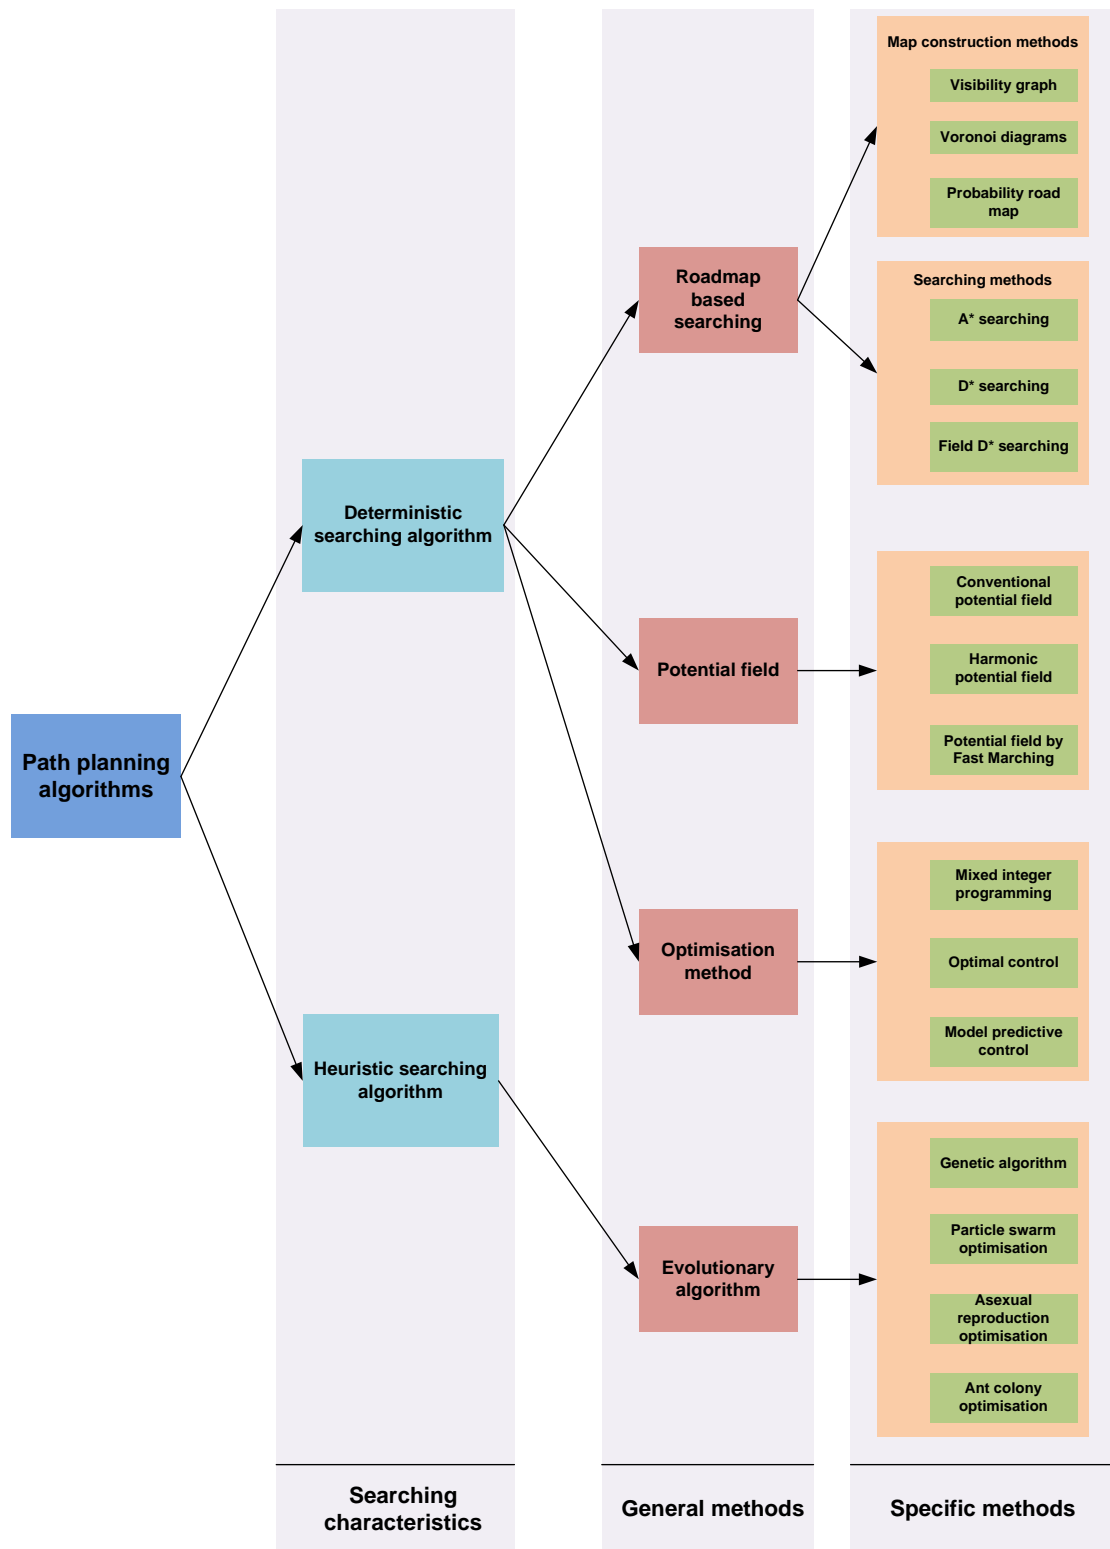 Path planning
algorithms
Deterministic
searching algorithm
Heuristic searching
algorithm
Searching
characteristics
Roadmap
based
searching
Potential field
Optimisation
method
Evolutionary
algorithm
General methods
Map construction methods
Visibility graph
Voronoi diagrams
Probability road
map
Searching methods
A* searching
D* searching
Field D* searching
Conventional
potential field
Harmonic
potential field
Potential field by
Fast Marching
Mixed integer
programming
Optimal control
Model predictive
control
Genetic algorithm
Particle swarm
optimisation
Asexual
reproduction
optimisation
Ant colony
optimisation
Specific methods